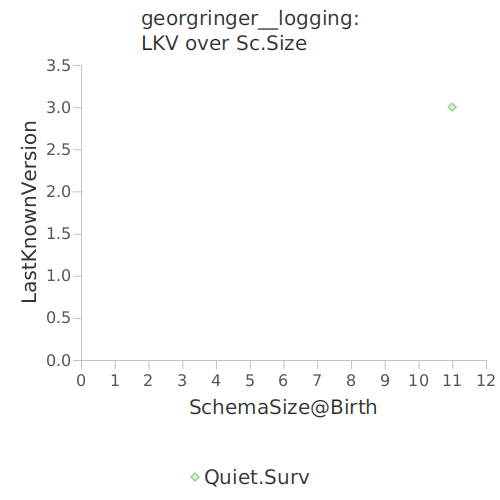 georgringer__logging:
LKV over Sc.Size
3.5
3.0
2.5
2.0
1.5
1.0
0.5
0.0
LastKnownVersion
0 1 2 3 4 5 6 7 8 9 10 11 12
SchemaSize@Birth
Quiet.Surv